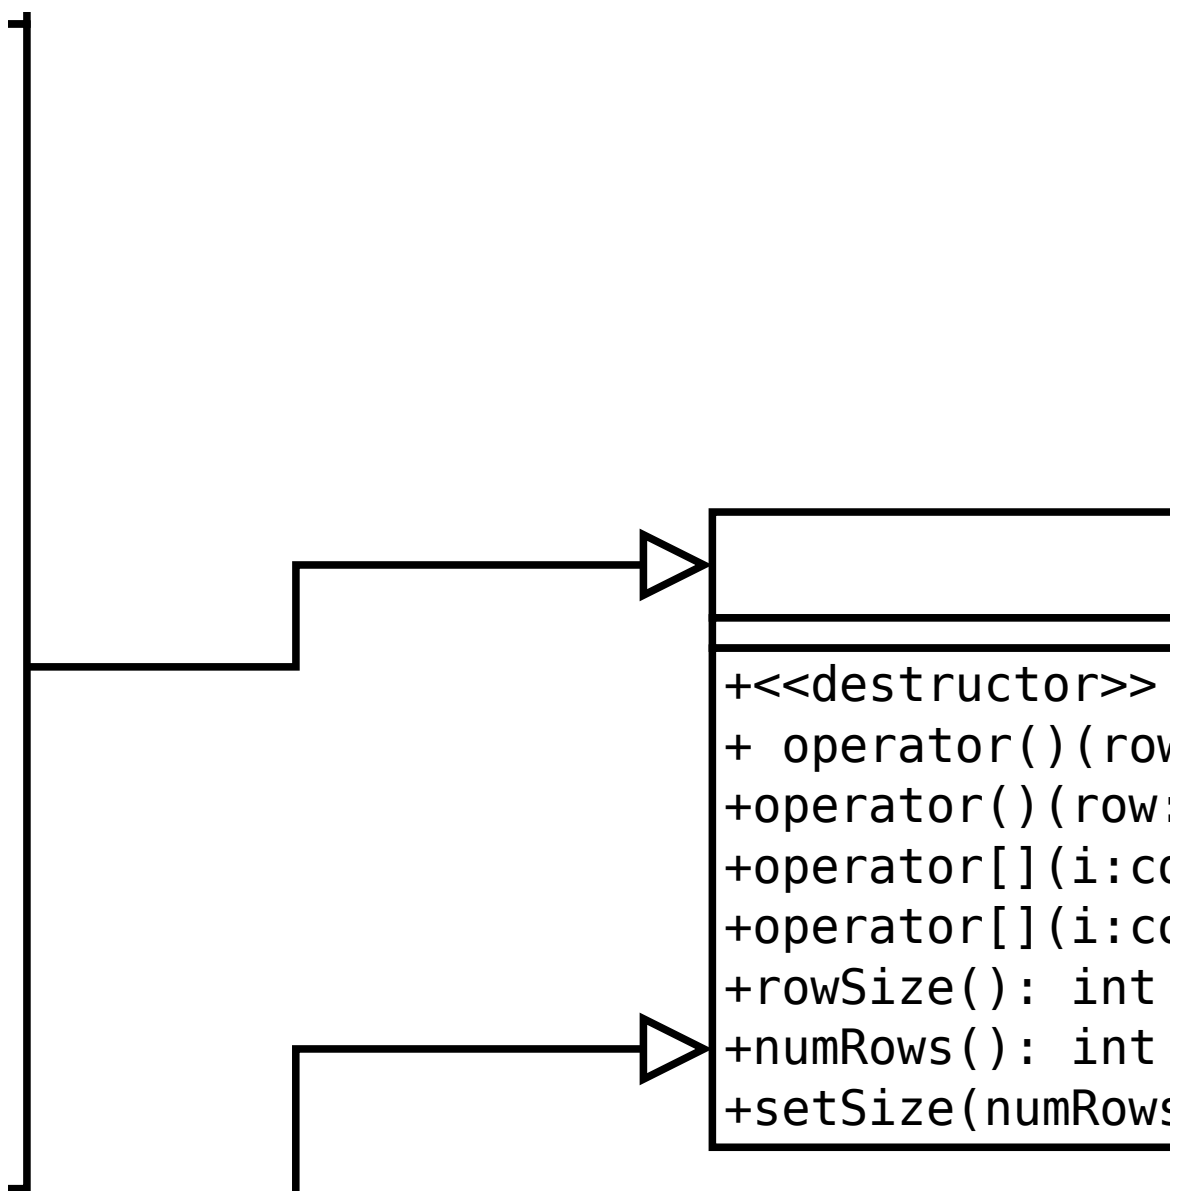 +<<destructor>>
+ operator()(row
+operator()(row:
+operator[](i:co
+operator[](i:co
+rowSize(): int
+numRows(): int
+setSize(numRows